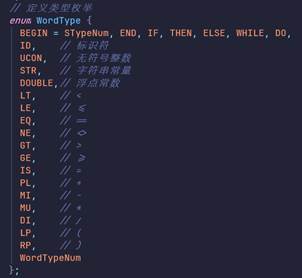 // 定义类型枚举
enum WordType {
BEGIN = STypeNum, END, IF, THEN, ELSE, WHILE, DO,
ID, // 标识符
UCON, // 无符号整数
STR, // 字符串常量
DOUBLE,// 浮点常数
LT, // <
LE, // <=
EQ, // ==
NE, // <>
GT, // >
GE, // >=
IS, // =
PL, // +
MI, // -
MU, // *
DI, // /
LP, // (
RP, // )
WordTypeNum
};